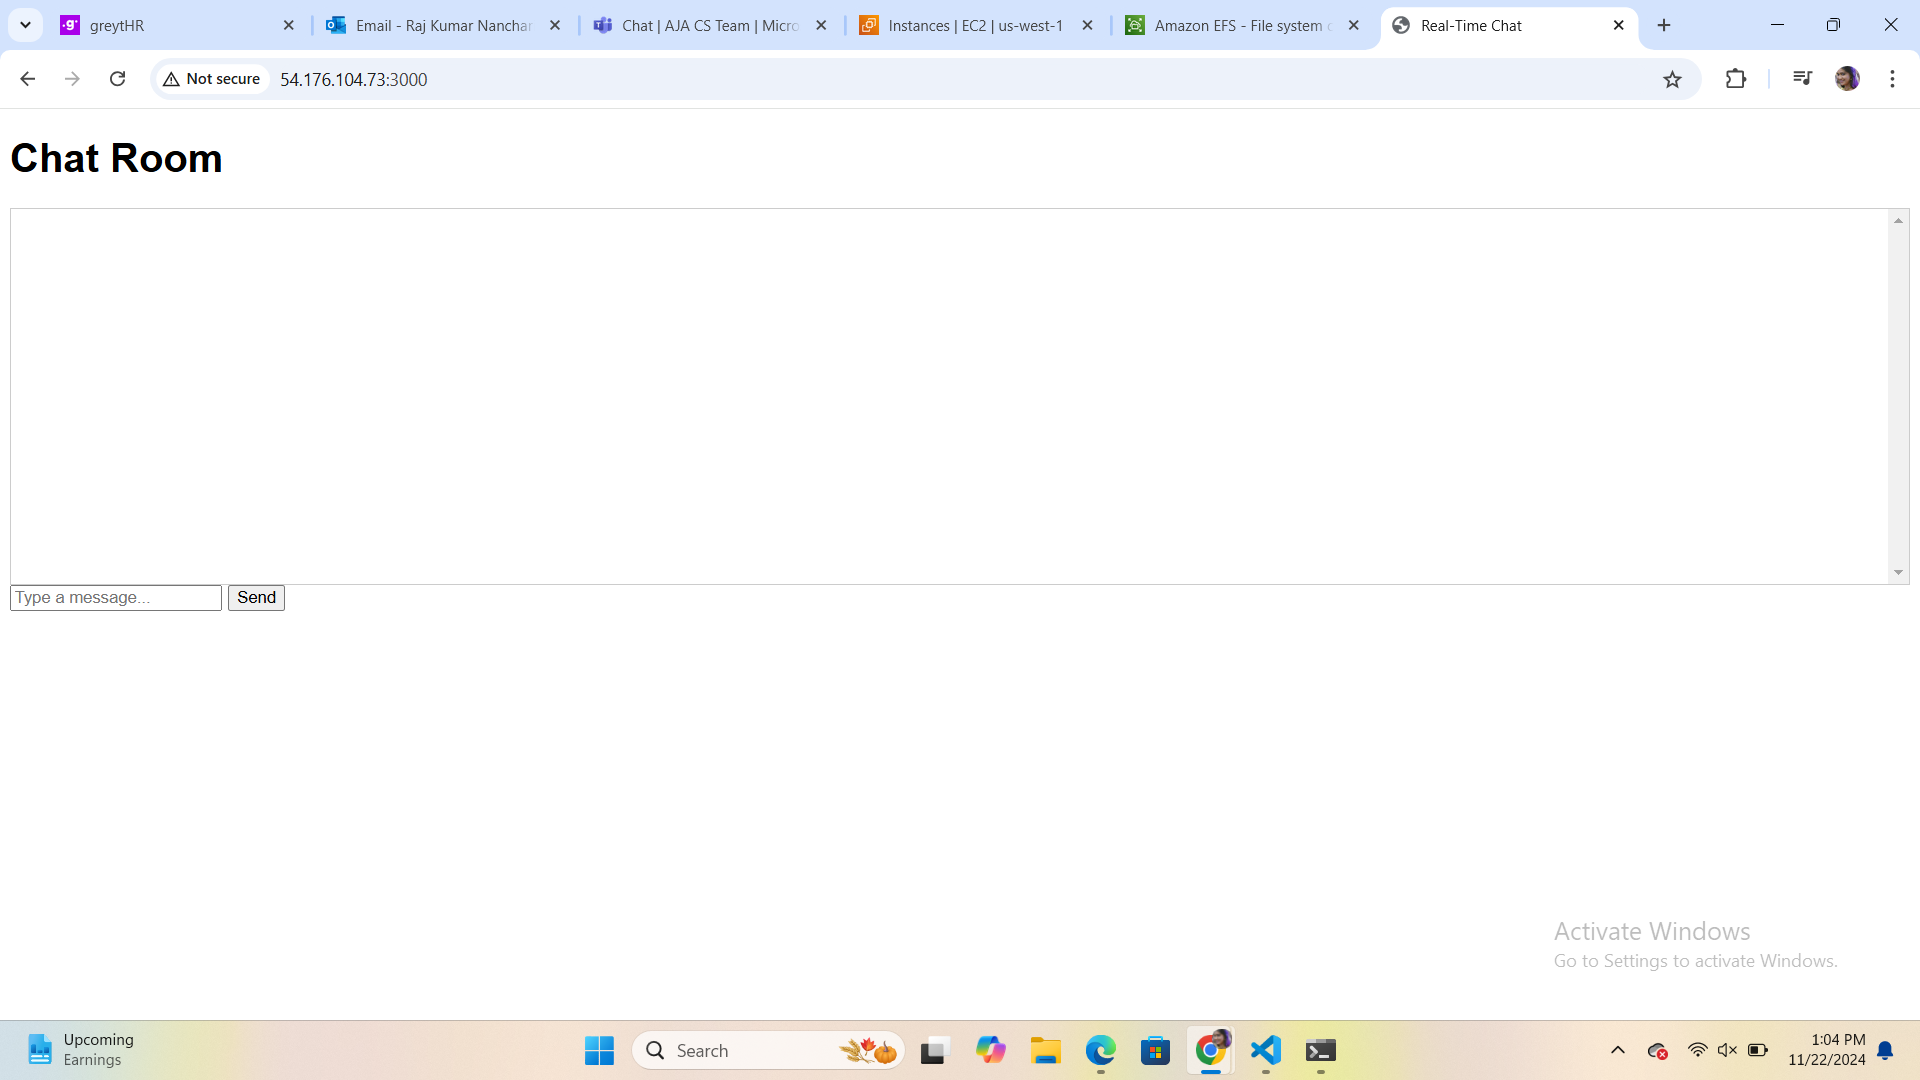 greytHR
Email - Raj Kumar Nanchar
Chat | AJA CS Team | Micro
Instances | EC2 | us-west-1
Amazon EFS - File system c
Real-Time Chat
Not secure
54.176.104.73:3000
Chat Room
Type a message...
Send
Activate Windows
Go to Settings to activate Windows.
Upcoming
Earnings
Search
1:04 PM
11/22/2024